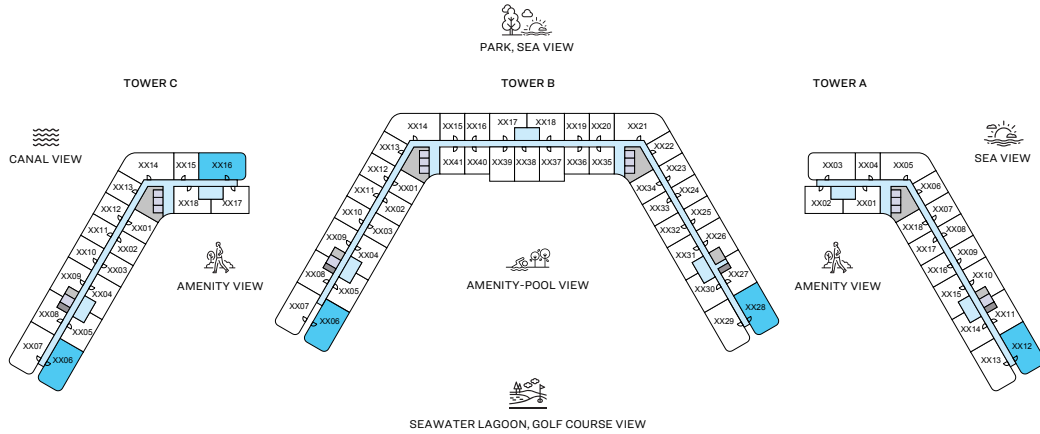 PARK, SEA VIEW
TOWER C
TOWER B
TOWER A
CANAL VIEW
SEA VIEW
XX14
XX15
XX16
XX13
XX12
XX11
XX10
XX09
XX08
XX07
XX06
XX05
XX04
XX03
XX02
XX01
XX18
XX17
AMENITY VIEW
XX14
XX15
XX16
XX17
XX18
XX19
XX20
XX21
XX13
XX12
XX11
XX10
XX09
XX08
XX07
XX06
XX05
XX04
XX03
XX02
XX01
XX41
XX40
XX39
XX38
XX37
XX36
XX35
XX22
XX23
XX24
XX25
XX26
XX27
XX28
XX29
XX30
XX31
XX32
XX33
XX34
AMENITY-POOL VIEW
XX03
XX04
XX05
XX02
XX01
XX06
XX07
XX08
XX09
XX10
XX11
XX12
XX13
XX14
XX15
XX16
XX17
XX18
AMENITY VIEW
SEAWATER LAGOON, GOLF COURSE VIEW